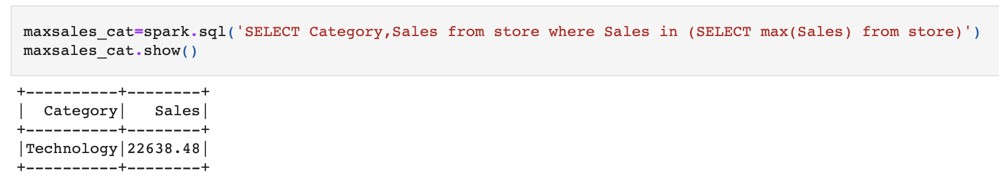 maxsales_cat=spark.sql('SELECT Category,Sales from store where Sales in (SELECT max(Sales) from store)')
maxsales_cat.show()
+----------+--------+
|  Category|   Sales|
+----------+--------+
|Technology|22638.48|
+----------+--------+